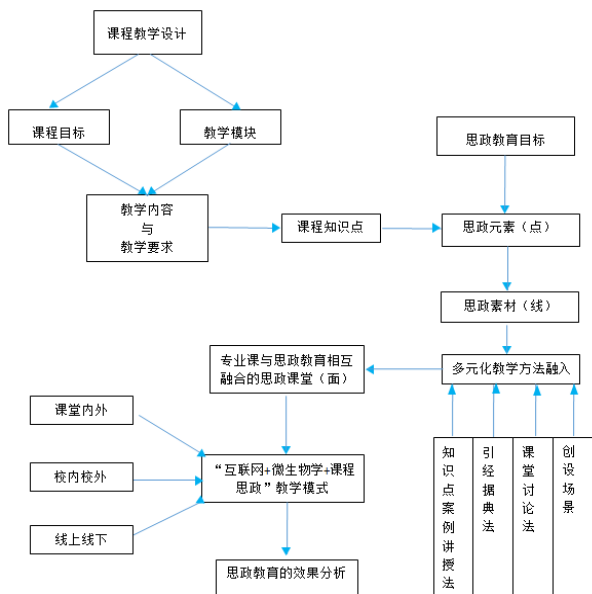 课程教学设计
课程目标
教学模块
思政教育目标
教学内容
与
教学要求
课程知识点
思政元素（点）
思政素材（线）
专业课与思政教育相互
融合的思政课堂（面）
多元化教学方法融入
课堂内外
校内校外
线上线下
“互联网+微生物学+课程
思政”教学模式
知识点案例讲授法
引经据典法
课堂讨论法
创设场景
思政教育的效果分析